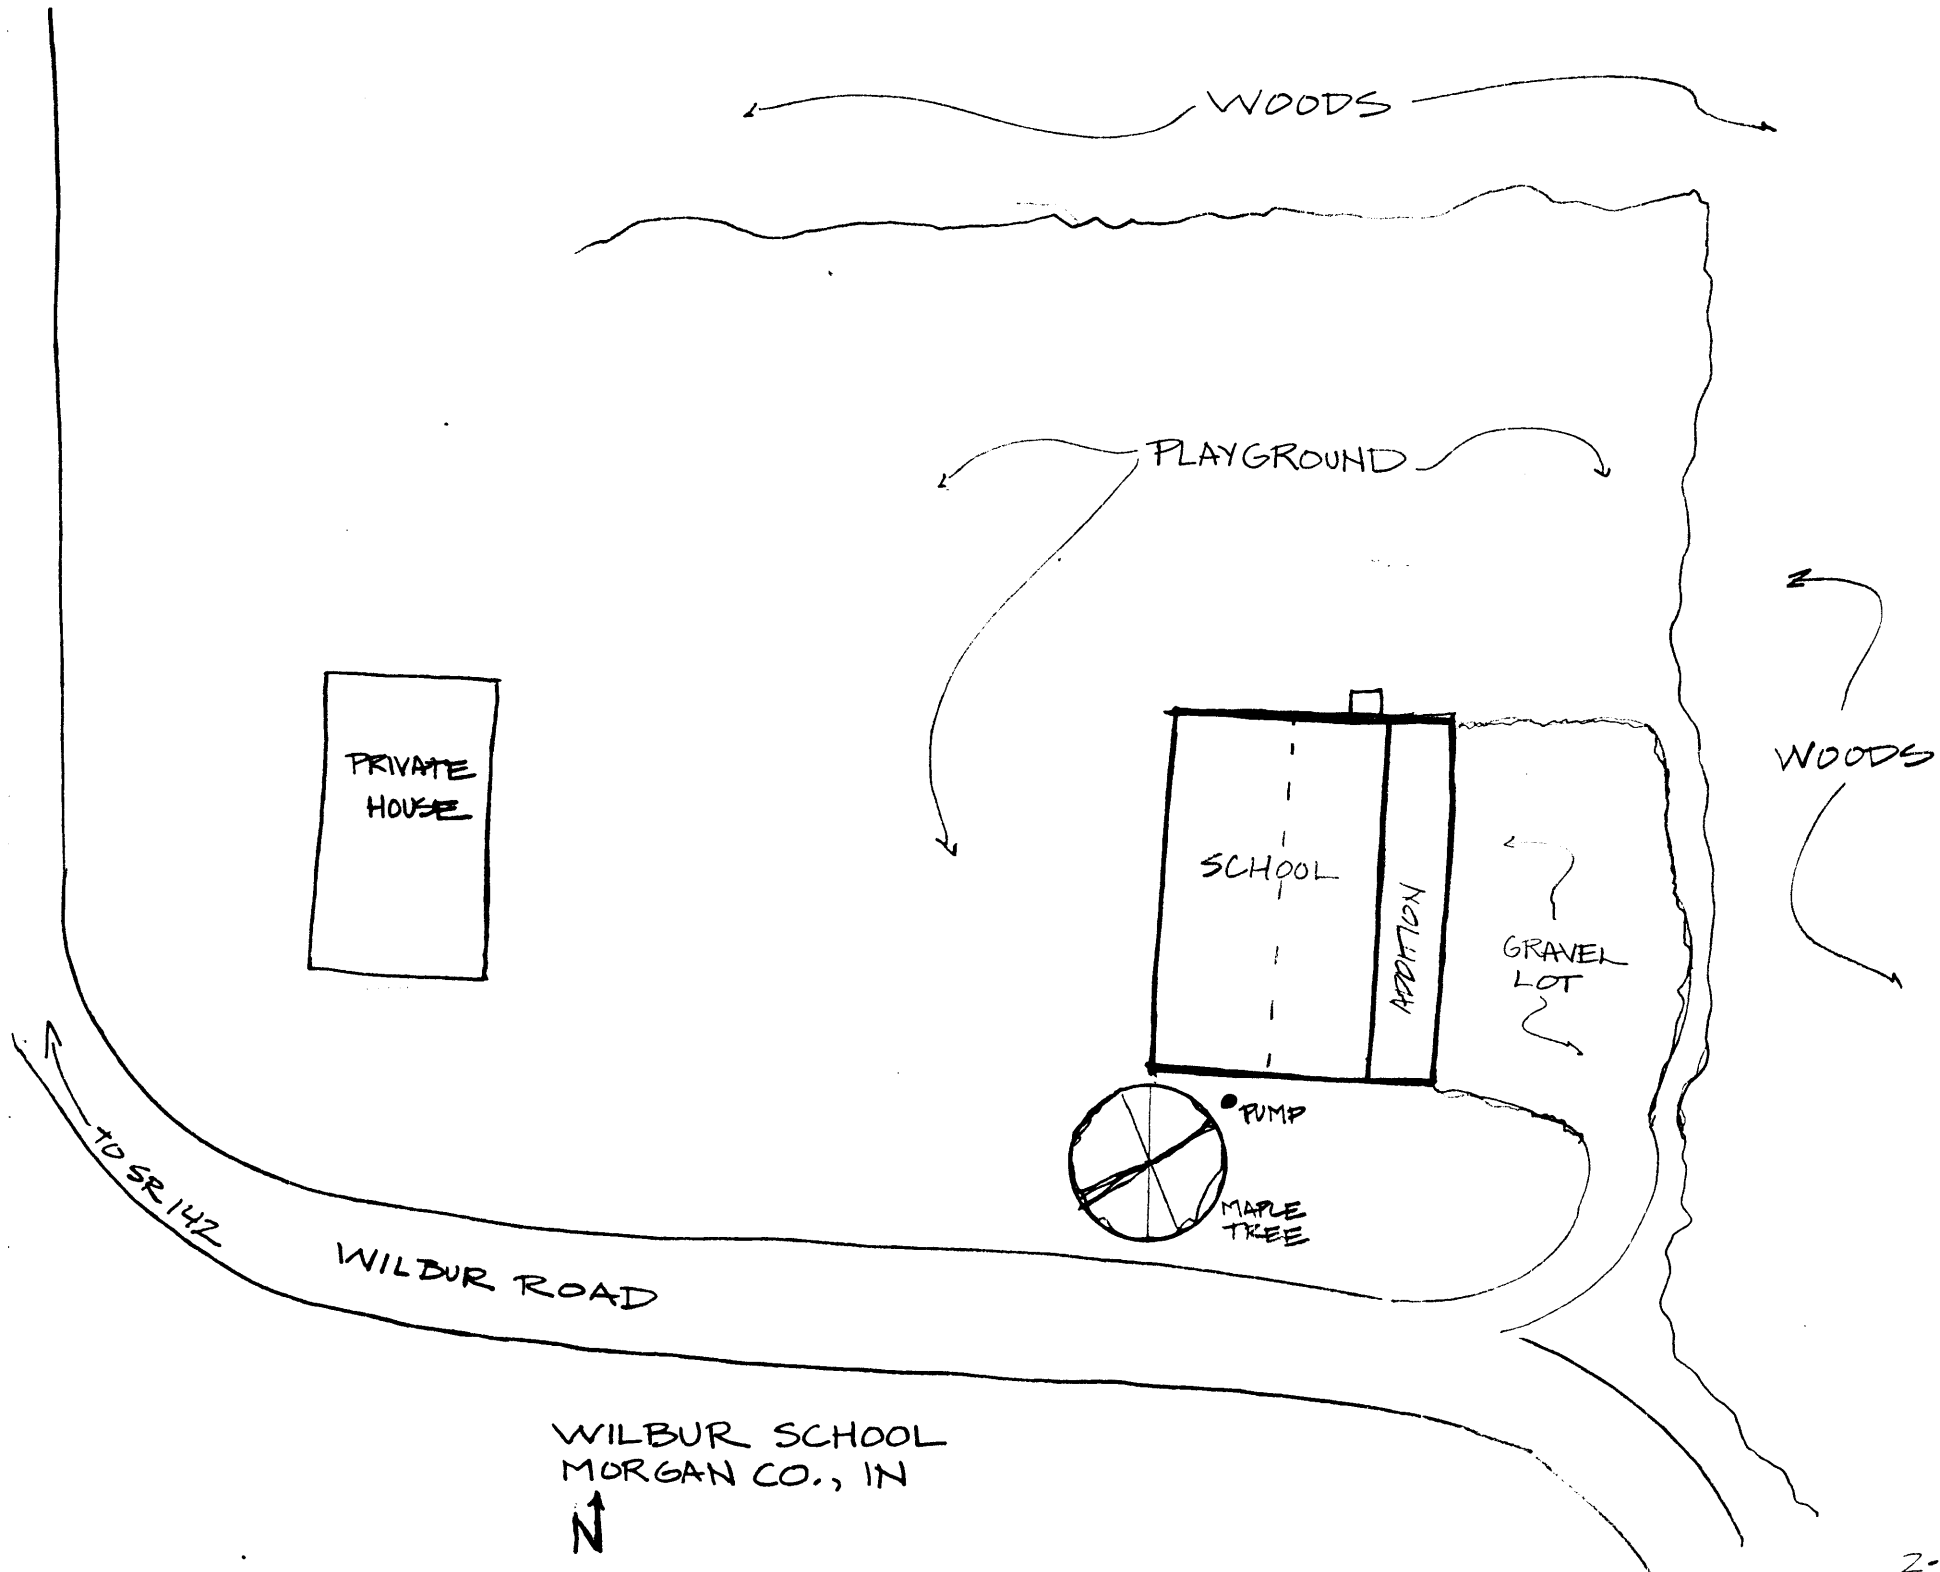 WOODS
PLAYGROUND
PRIVATE
HOUSE
WOODS
SCHOOL
ADDITION
GRAVEL
LOT
PUMP
MAPLE
TREE
TO SR 142
WILBUR ROAD
WILBUR SCHOOL
MORGAN CO., IN
N
2-